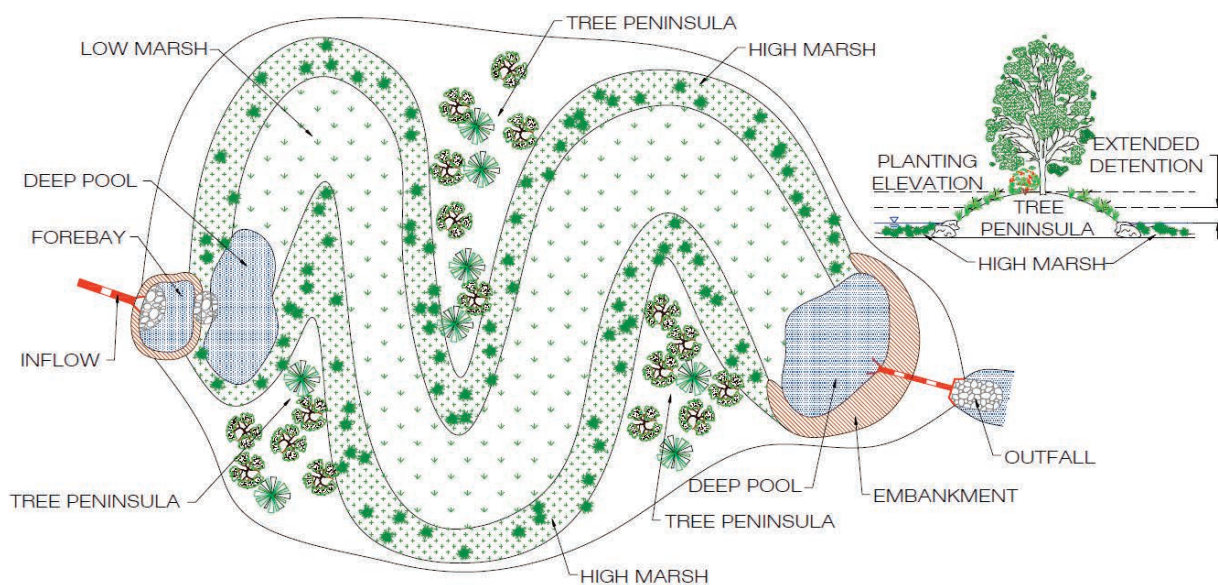 TREE PENINSULA
LOW MARSH
HIGH MARSH
DEEP POOL
FOREBAY
INFLOW
TREE PENINSULA
DEEP POOL
TREE PENINSULA
HIGH MARSH
EMBANKMENT
OUTFALL
PLANTING
ELEVATION
EXTENDED
DETENTION
TREE
PENINSULA
HIGH MARSH